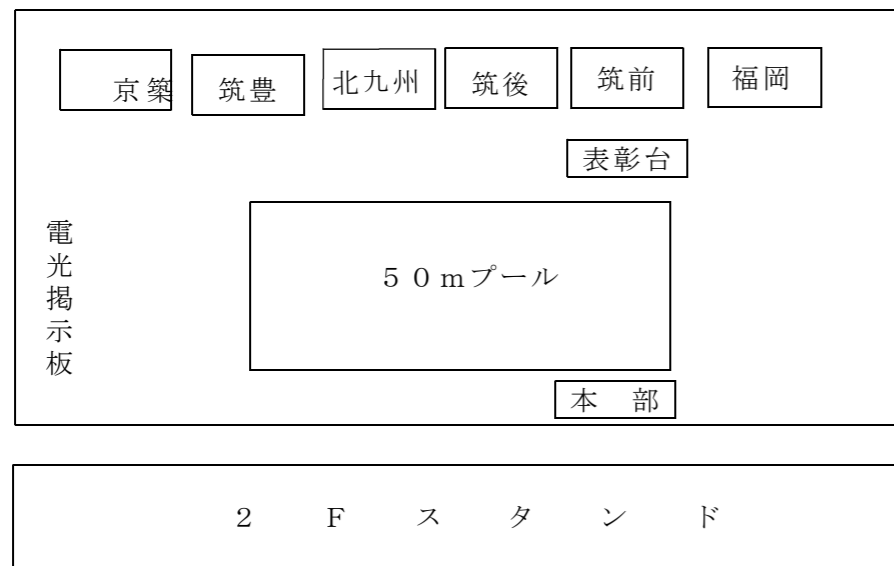 京築 筑豊 北九州 筑後 筑前 福岡
表彰台
電光掲示板
５０ｍプール
本　部
２　Ｆ　ス　タ　ン　ド